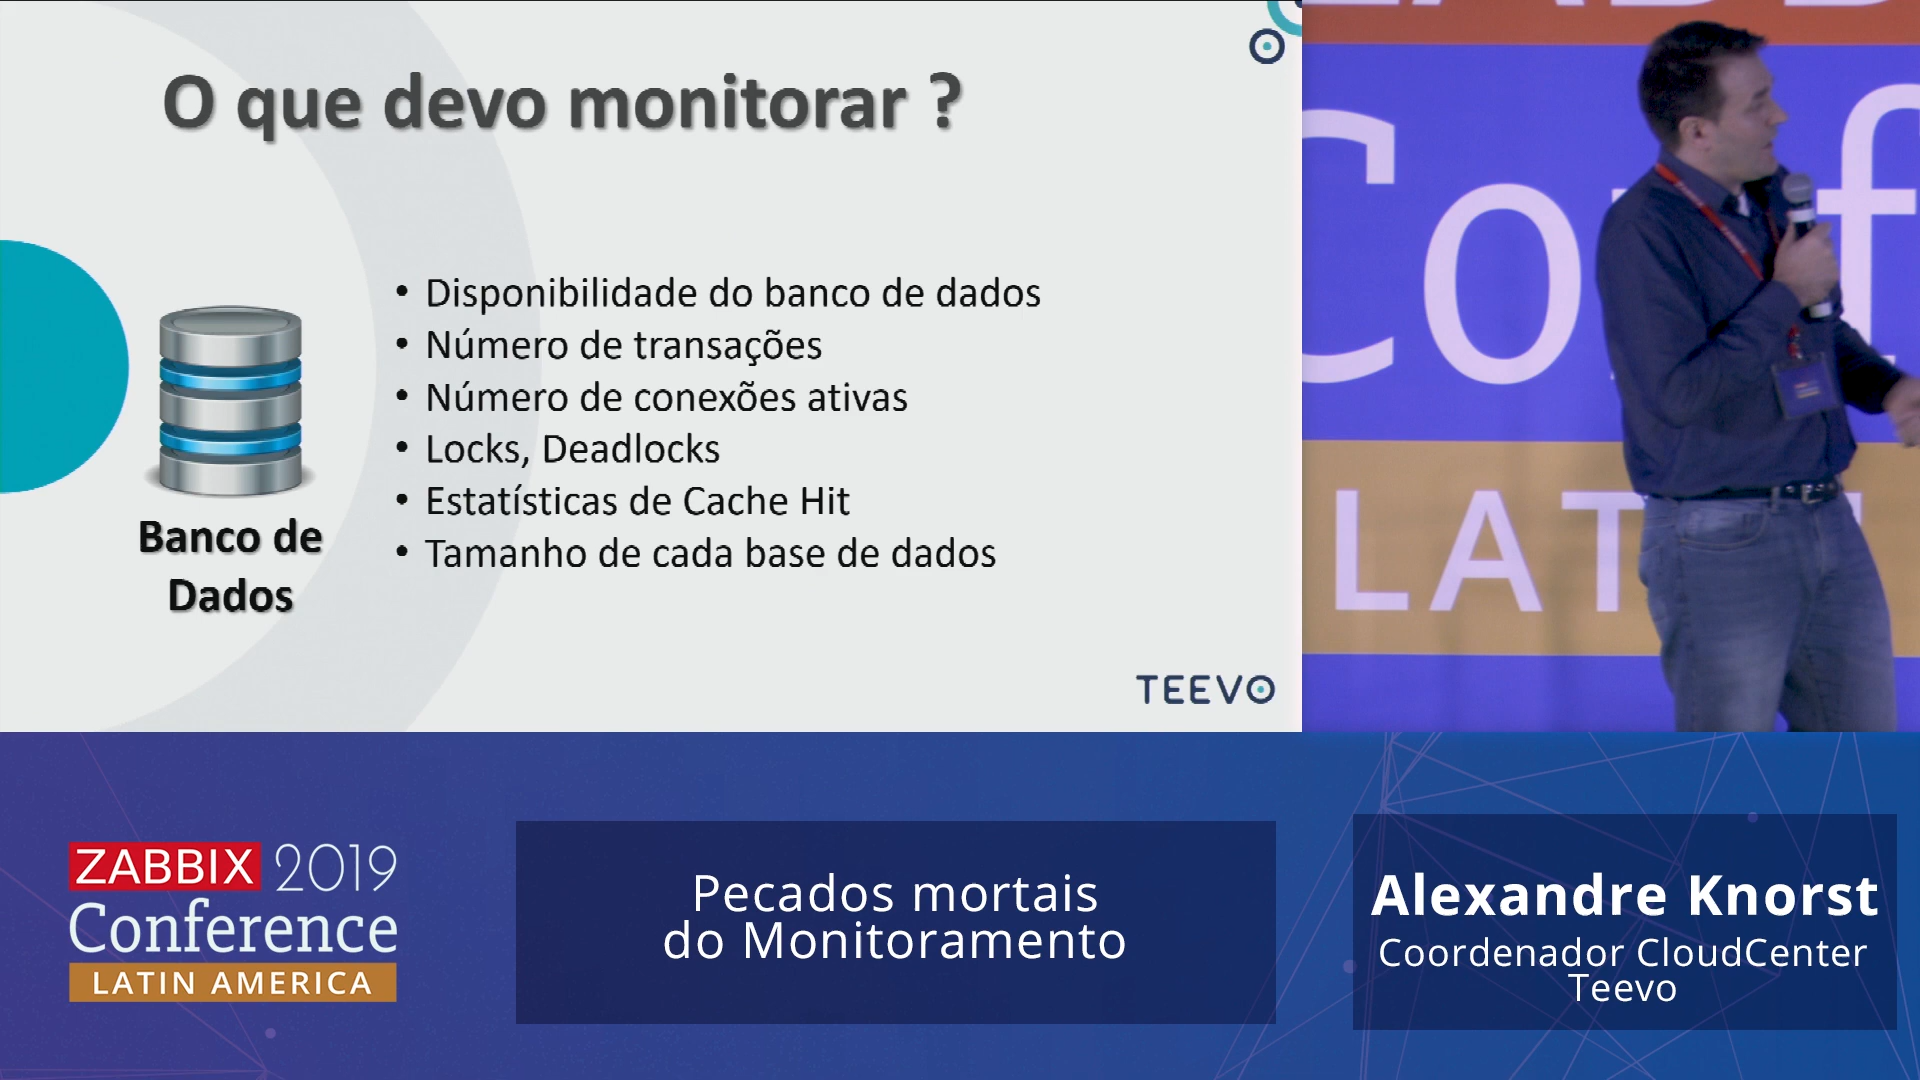 O que devo monitorar ?
• Disponibilidade do banco de dados
• Número de transações
• Número de conexões ativas
• Locks, Deadlocks
• Estatísticas de Cache Hit
• Tamanho de cada base de dados
Banco de
Dados
TEEVO
Conf
LAT
ZABBIX 2019
Conference
LATIN AMERICA
Pecados mortais
do Monitoramento
Alexandre Knorst
Coordenador CloudCenter
Teevo